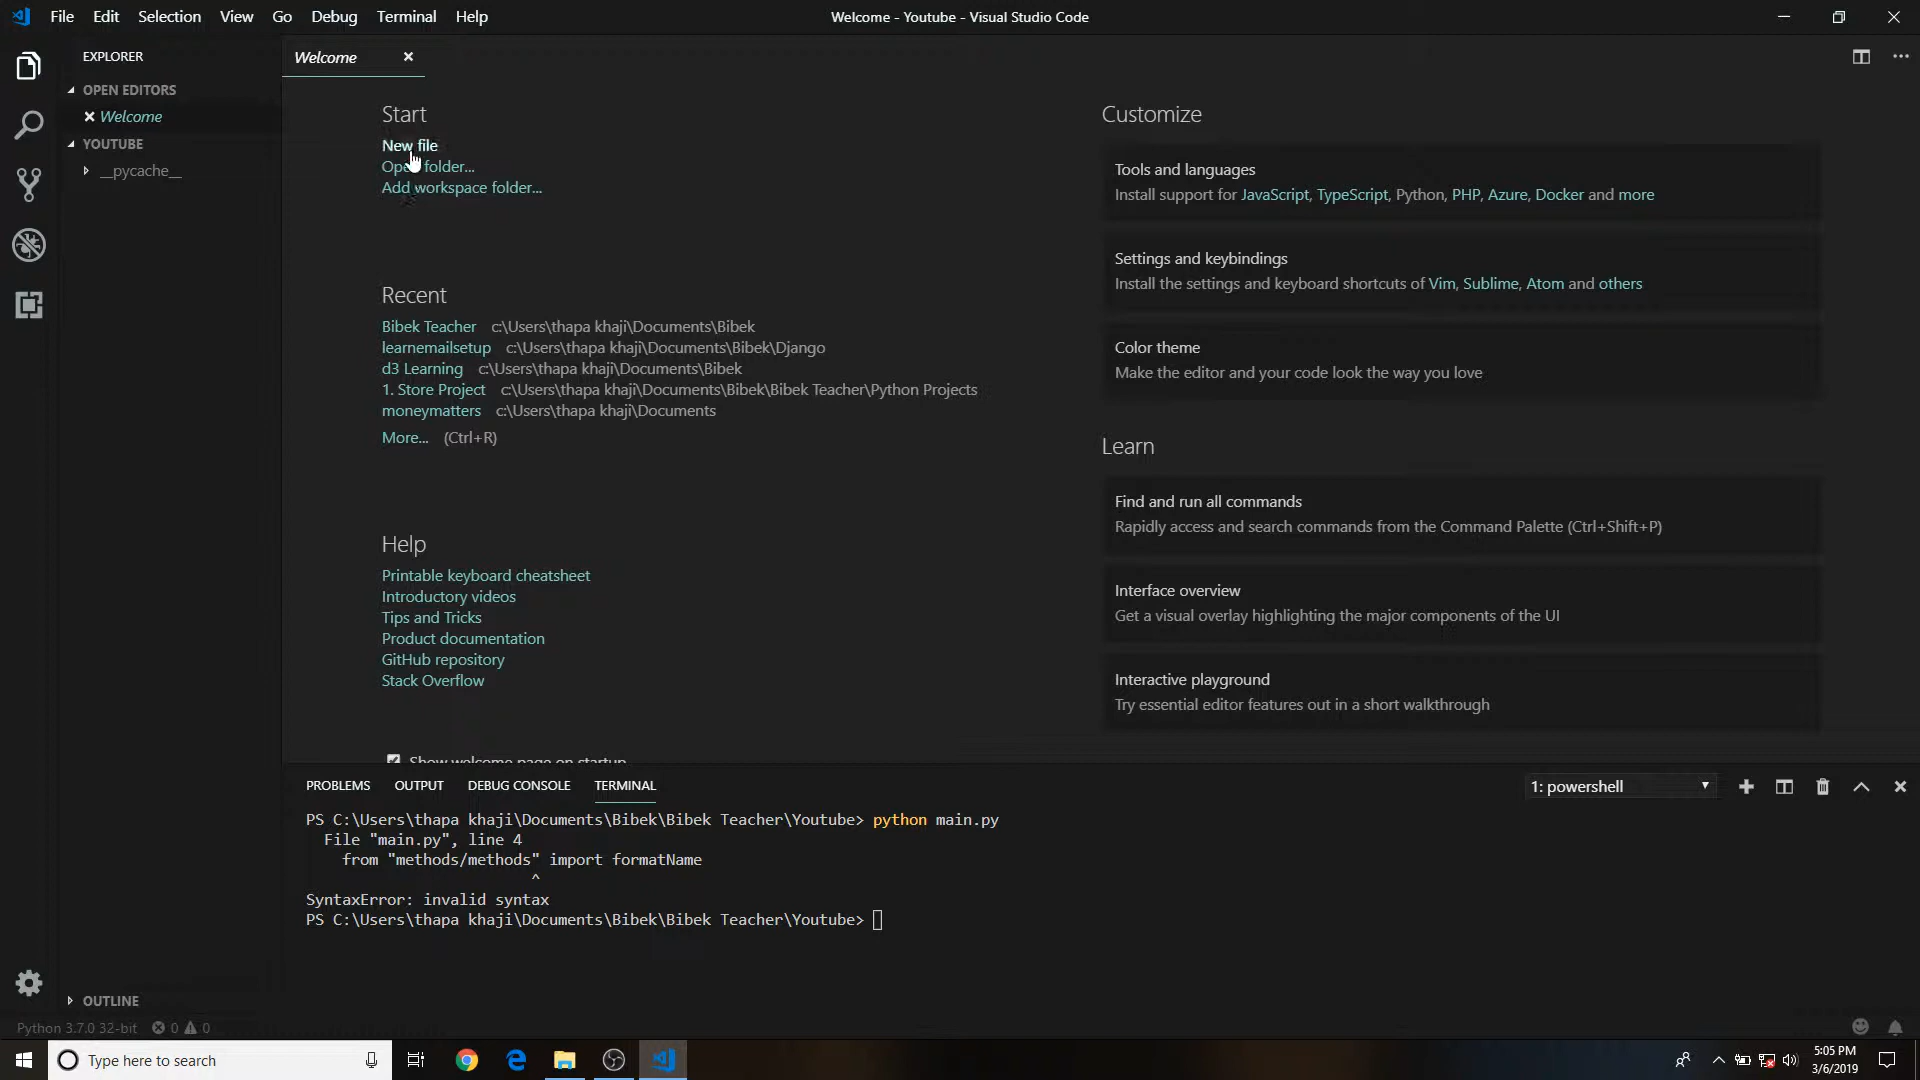 File Edit Selection View Go Debug Terminal Help
Welcome - Youtube - Visual Studio Code
EXPLORER
OPEN EDITORS
Welcome
YOUTUBE
__pycache__
OUTLINE
Welcome
Start
New file
Open folder...
Add workspace folder...
Recent
Bibek Teacher c:\Users\thapa khaji\Documents\Bibek
learnemailsetup c:\Users\thapa khaji\Documents\Bibek\Django
d3 Learning c:\Users\thapa khaji\Documents\Bibek
1. Store Project c:\Users\thapa khaji\Documents\Bibek\Bibek Teacher\Python Projects
moneymatters c:\Users\thapa khaji\Documents
More... (Ctrl+R)
Help
Printable keyboard cheatsheet
Introductory videos
Tips and Tricks
Product documentation
GitHub repository
Stack Overflow
Show welcome page on startup
Customize
Tools and languages
Install support for JavaScript, TypeScript, Python, PHP, Azure, Docker and more
Settings and keybindings
Install the settings and keyboard shortcuts of Vim, Sublime, Atom and others
Color theme
Make the editor and your code look the way you love
Learn
Find and run all commands
Rapidly access and search commands from the Command Palette (Ctrl+Shift+P)
Interface overview
Get a visual overlay highlighting the major components of the UI
Interactive playground
Try essential editor features out in a short walkthrough
PROBLEMS OUTPUT DEBUG CONSOLE TERMINAL
1: powershell
PS C:\Users\thapa khaji\Documents\Bibek\Bibek Teacher\Youtube> python main.py
File "main.py", line 4
from "methods/methods" import formatName
^
SyntaxError: invalid syntax
PS C:\Users\thapa khaji\Documents\Bibek\Bibek Teacher\Youtube>
Python 3.7.0 32-bit 0 0
Type here to search
5:05 PM
3/6/2019